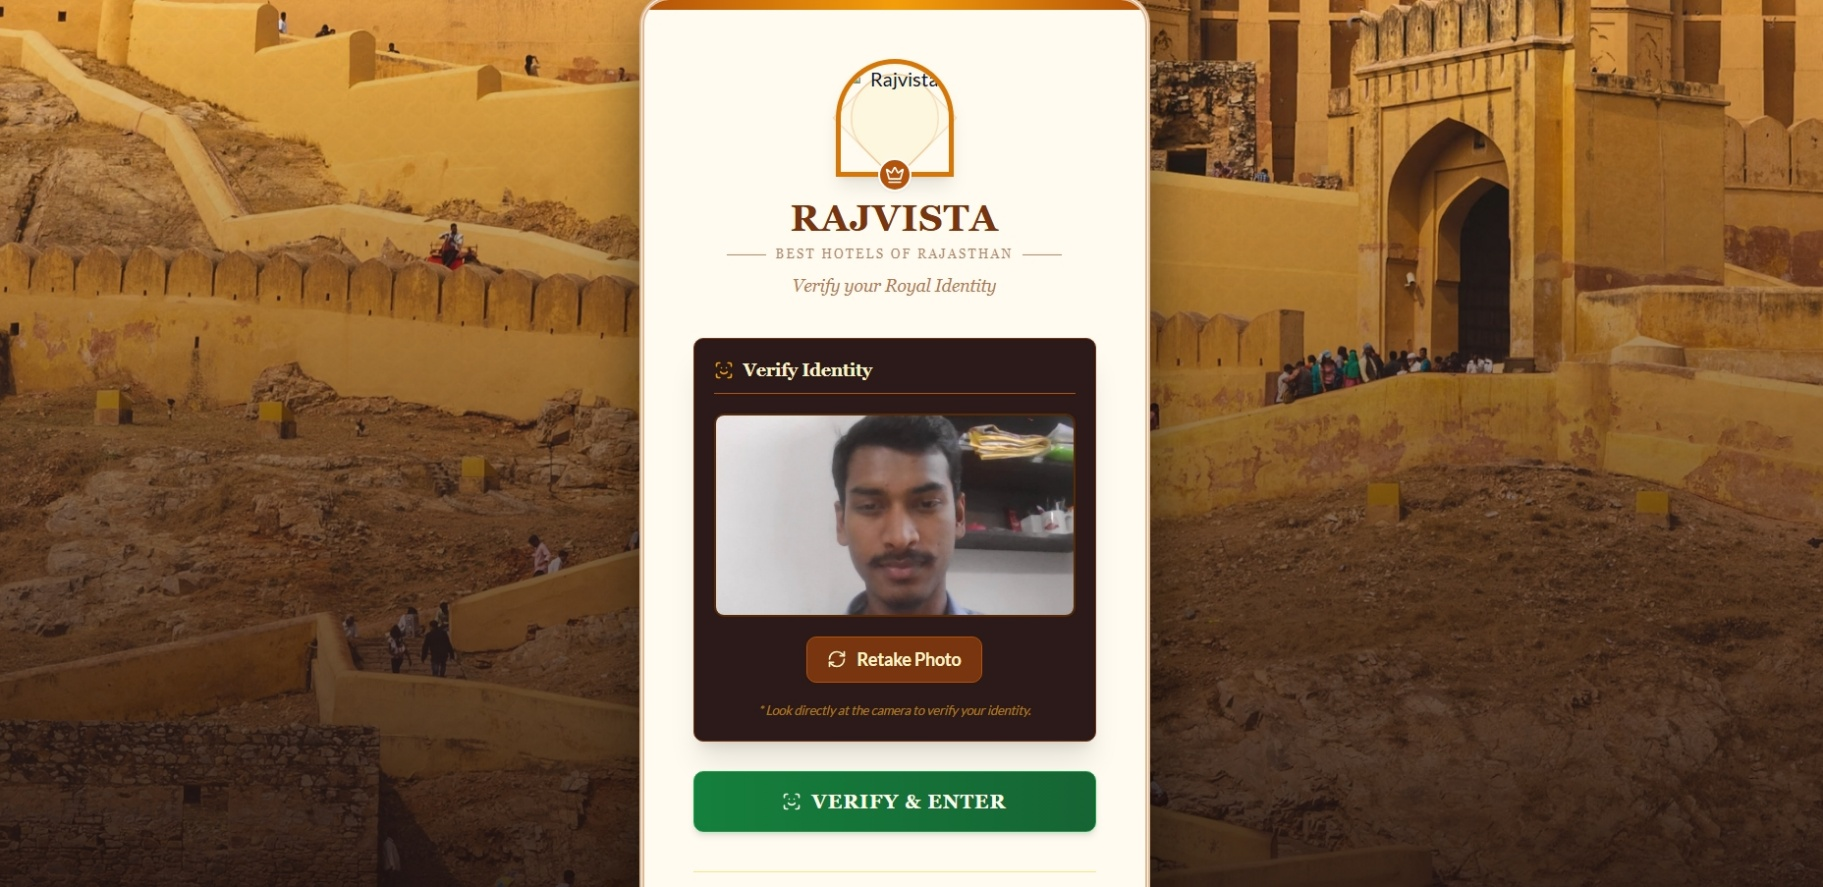 Rajvista
RAJVISTA
BEST HOTELS OF RAJASTHAN
Verify your Royal Identity
Verify Identity
Retake Photo
* Look directly at the camera to verify your identity.
VERIFY & ENTER